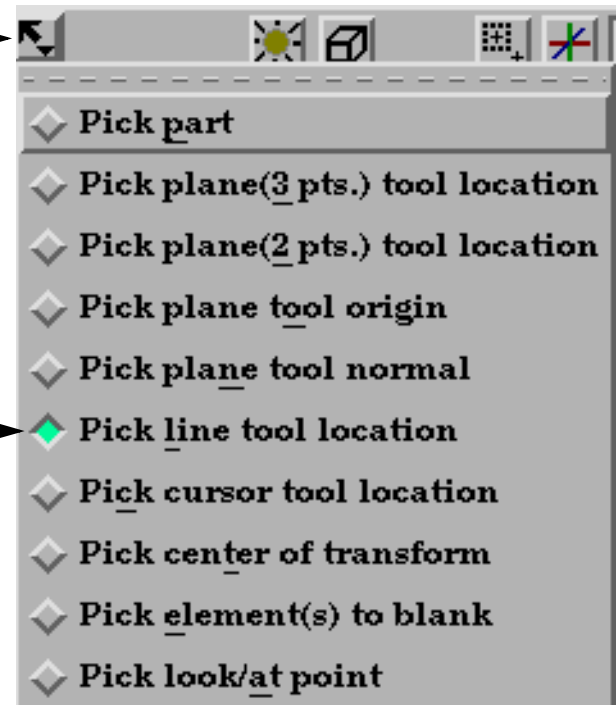 Pick part
Pick plane(3 pts.) tool location
Pick plane(2 pts.) tool location
Pick plane tool origin
Pick plane tool normal
Pick line tool location
Pick cursor tool location
Pick center of transform
Pick element(s) to blank
Pick look/at point